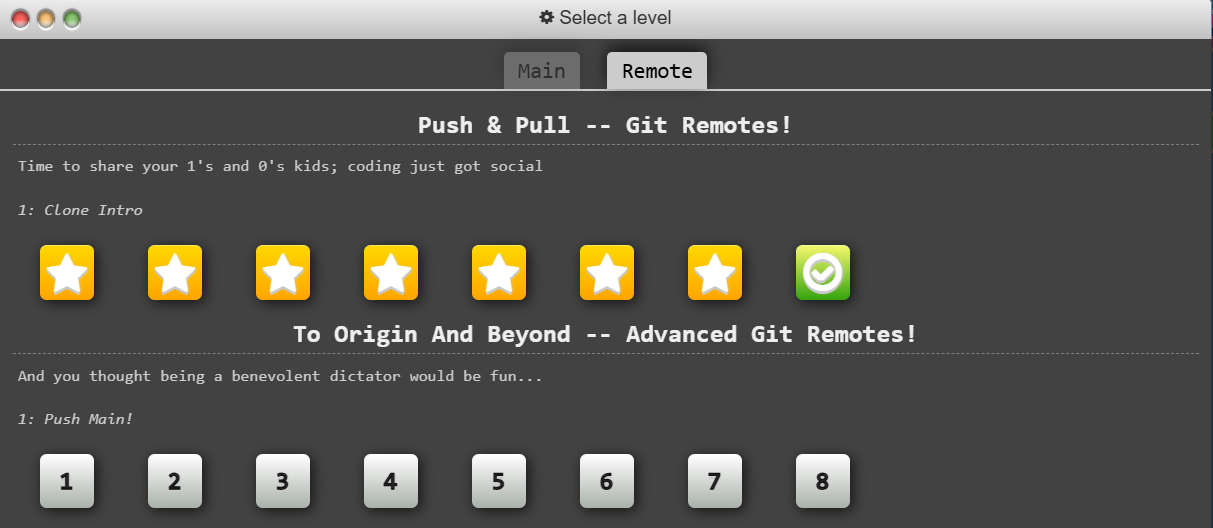 Select a level
Main Remote
Push & Pull -- Git Remotes!
Time to share your 1's and 0's kids; coding just got social
1: Clone Intro
To Origin And Beyond -- Advanced Git Remotes!
And you thought being a benevolent dictator would be fun...
1: Push Main!
1 2 3 4 5 6 7 8